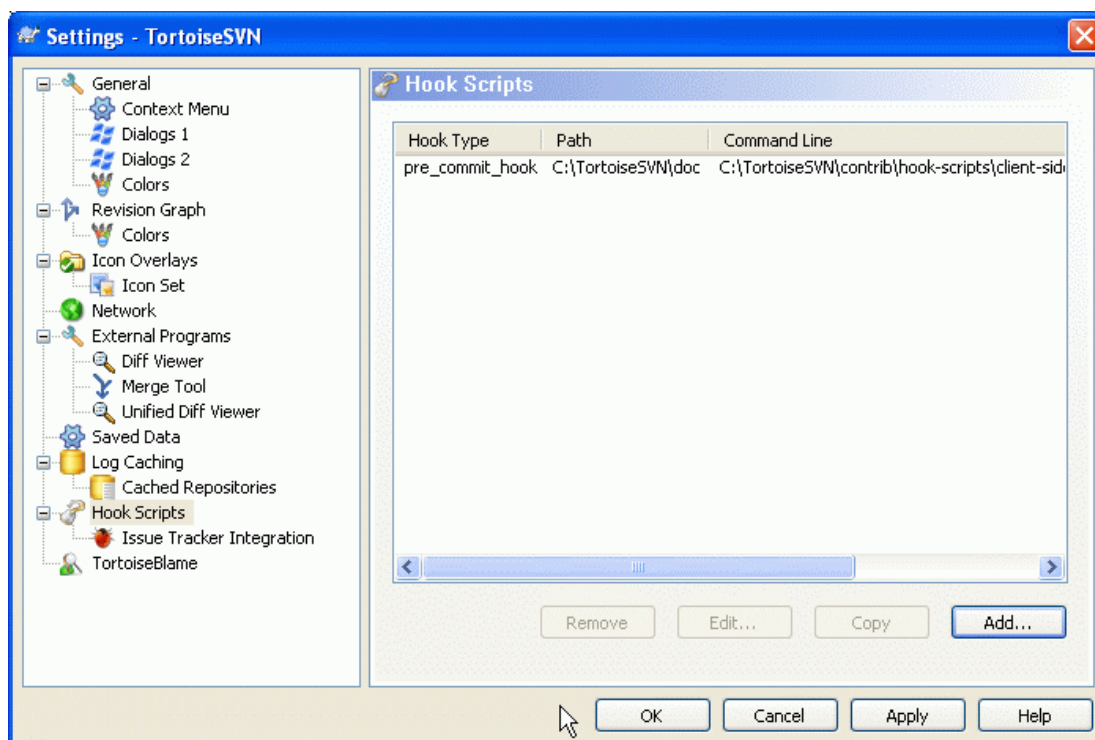 Settings - TortoiseSVN
General
Context Menu
Dialogs 1
Dialogs 2
Colors
Revision Graph
Colors
Icon Overlays
Icon Set
Network
External Programs
Diff Viewer
Merge Tool
Unified Diff Viewer
Saved Data
Log Caching
Cached Repositories
Hook Scripts
Issue Tracker Integration
TortoiseBlame
Hook Scripts
Hook Type Path Command Line
pre_commit_hook C:\TortoiseSVN\doc C:\TortoiseSVN\contrib\hook-scripts\client-side
Remove Edit... Copy Add...
OK Cancel Apply Help